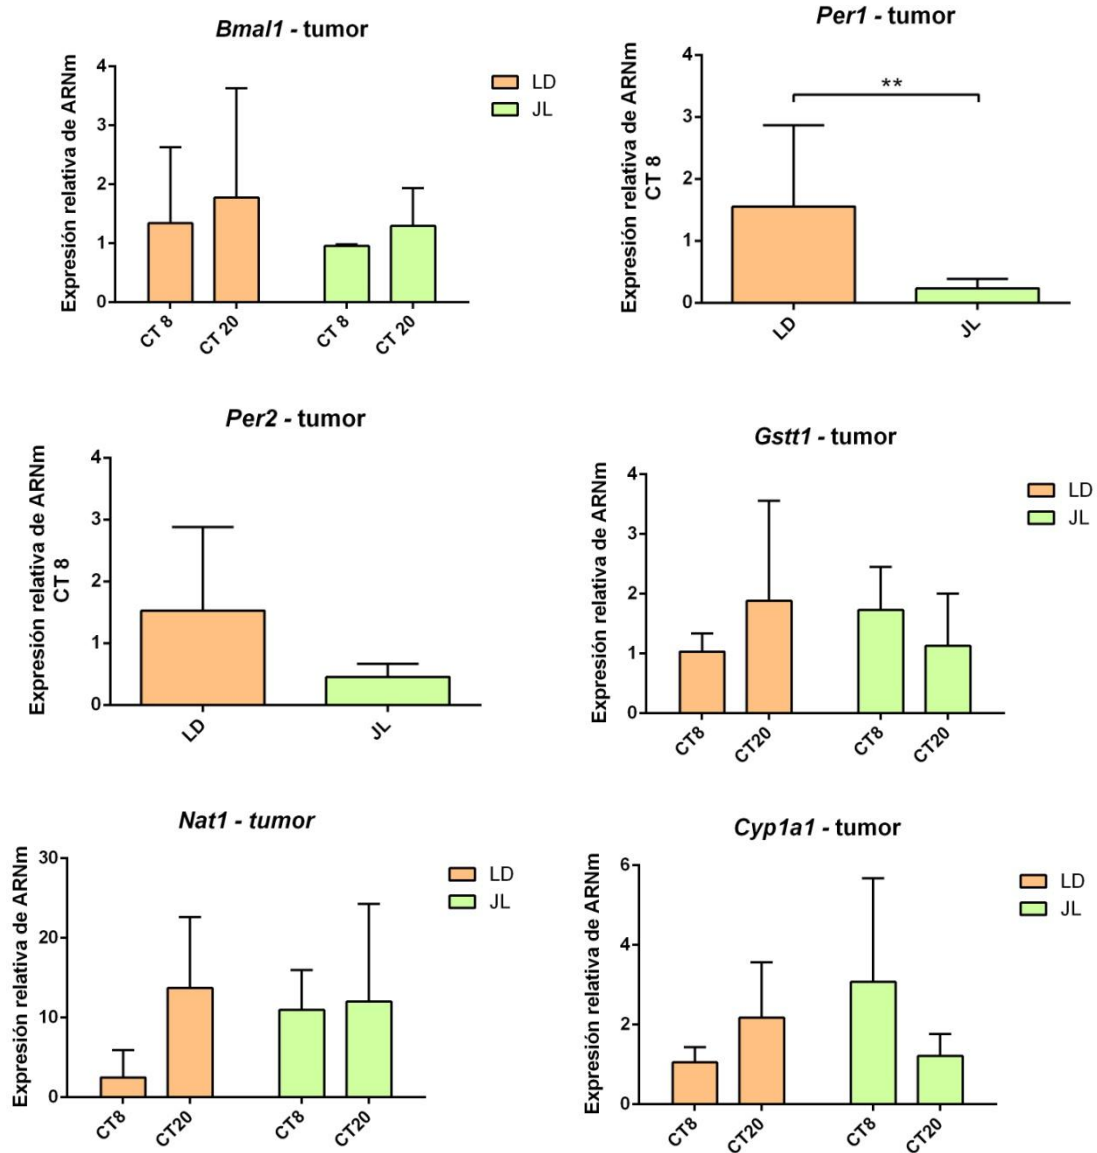 Bmal1 - tumor
Expresión relativa de ARNm
4
3
2
1
0
CT 8
CT 20
CT 8
CT 20
LD
JL
Per1 - tumor
Expresión relativa de ARNm
CT 8
4
3
2
1
0
**
LD
JL
Per2 - tumor
Expresión relativa de ARNm
CT 8
4
3
2
1
0
LD
JL
Gstt1 - tumor
Expresión relativa de ARNm
4
3
2
1
0
CT8
CT20
CT8
CT20
LD
JL
Nat1 - tumor
Expresión relativa de ARNm
30
20
10
0
CT8
CT20
CT8
CT20
LD
JL
Cyp1a1 - tumor
Expresión relativa de ARNm
6
4
2
0
CT8
CT20
CT8
CT20
LD
JL